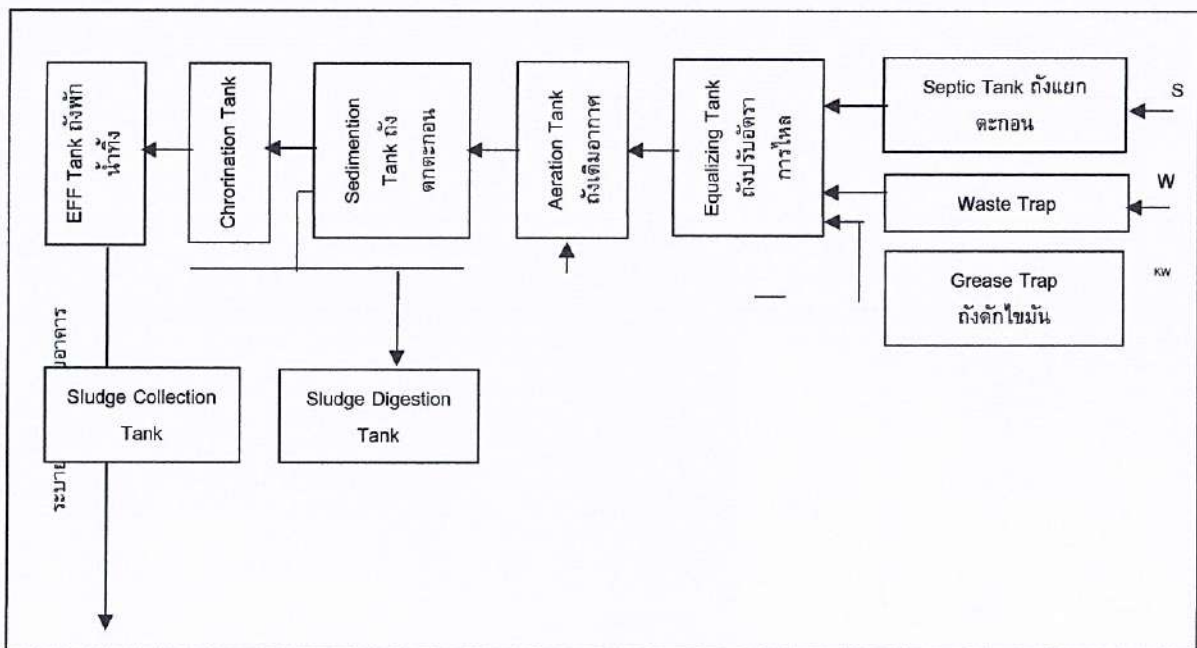 EFF Tank ถังพัก
น้ำทิ้ง
Chrorination Tank
Sedimention
Tank ถัง
ตกตะกอน
Aeration Tank
ถังเติมอากาศ
Equalizing Tank
ถังปรับอัตรา
การไหล
Septic Tank ถังแยก
ตะกอน
S
Waste Trap
W
Grease Trap
ถังดักไขมัน
KW
Sludge Collection
Tank
Sludge Digestion
Tank
ระบาย
อาคาร